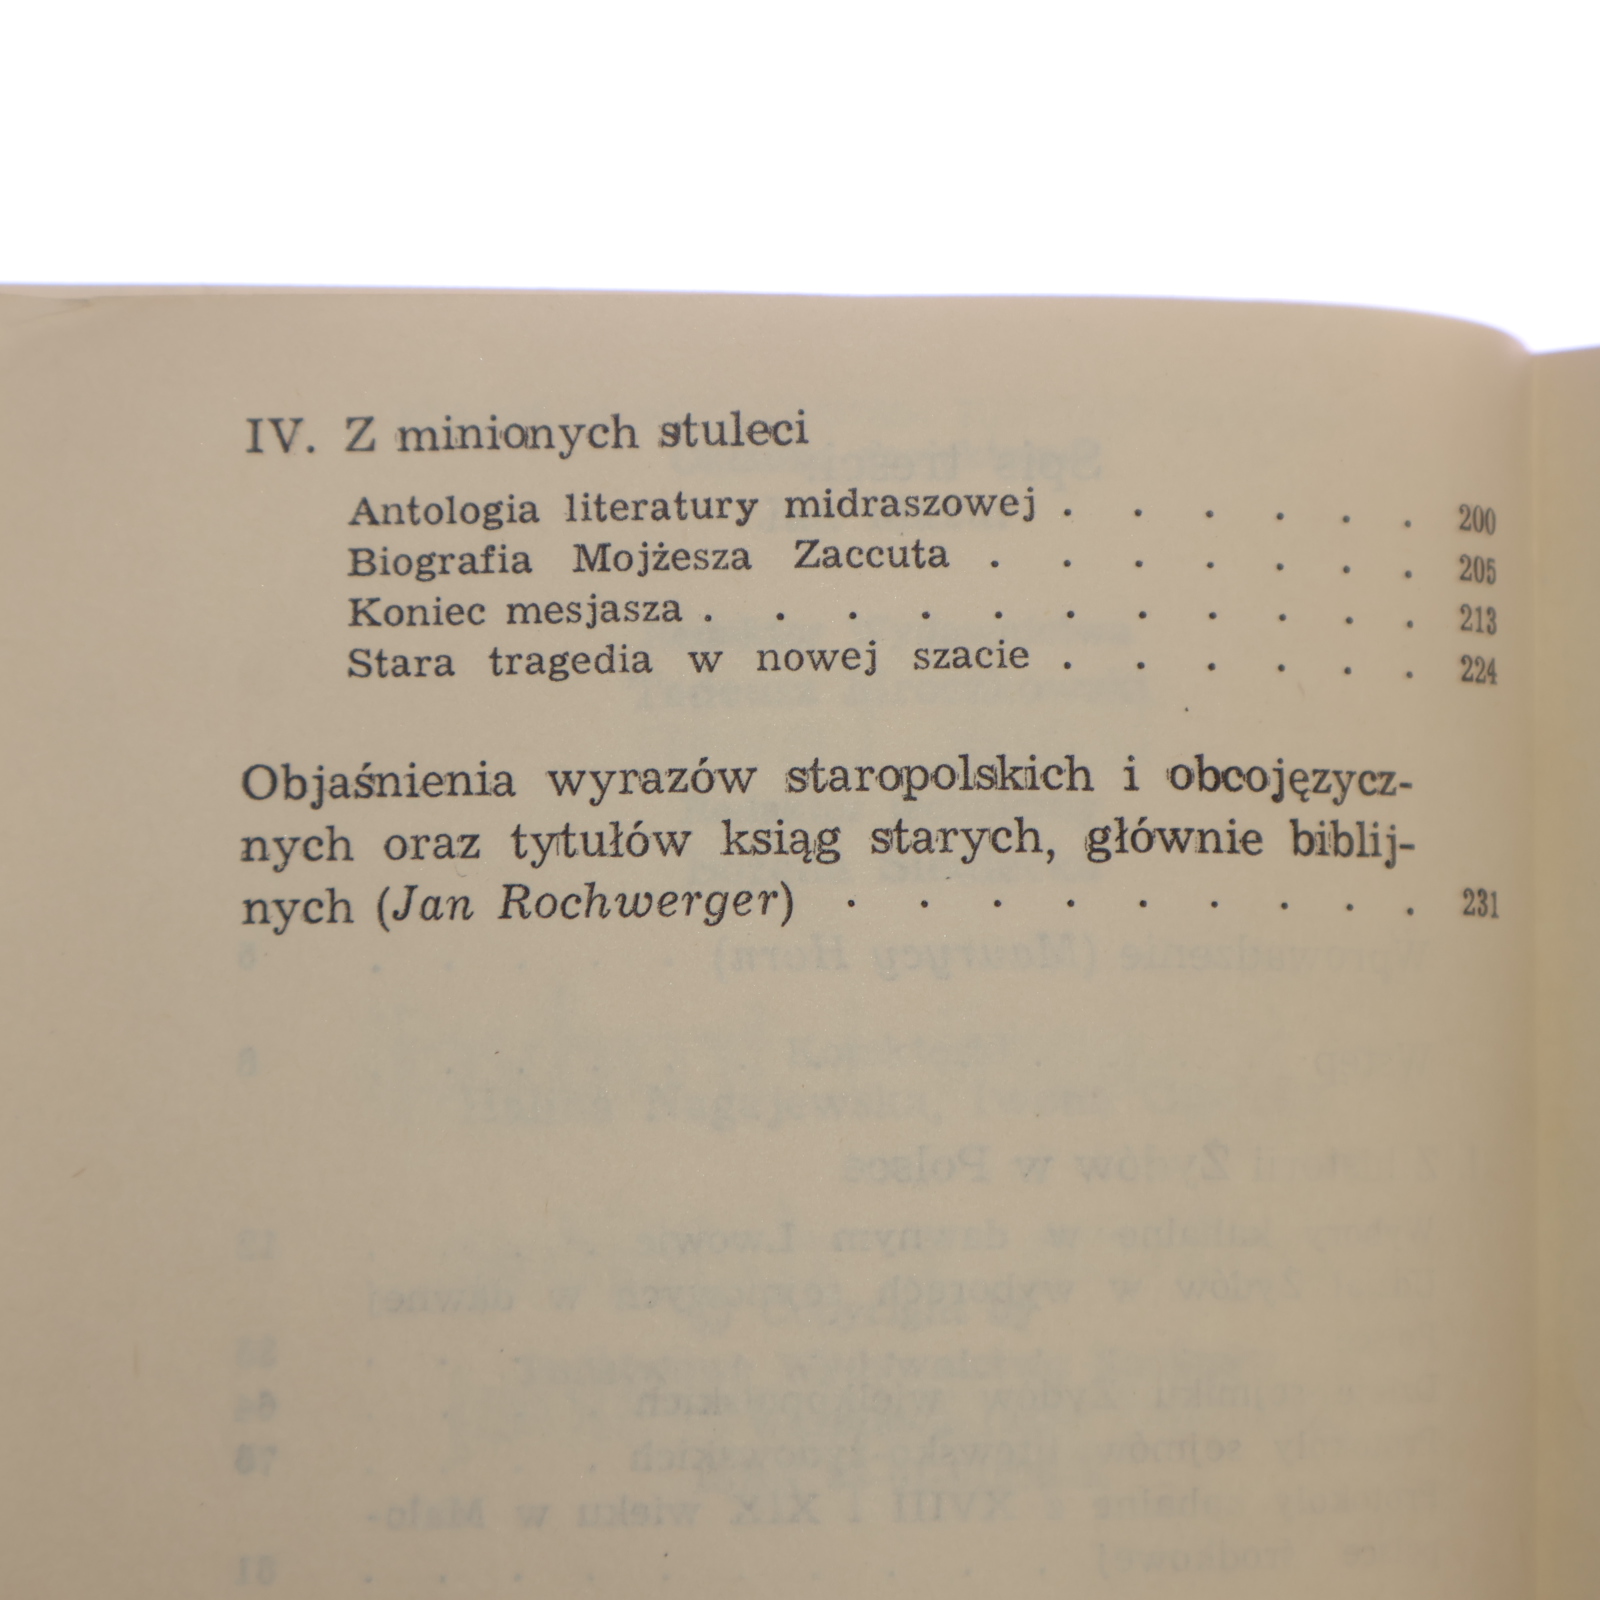 IV. Z minionych stuleci
Antologia literatury midraszowej . . . . . . 200
Biografia Mojżesza Zaccuta . . . . . . . 205
Koniec mesjasza . . . . . . . . . . . 213
Stara tragedia w nowej szacie . . . . . . 224
Objaśnienia wyrazów staropolskich i obcojęzycz-
nych oraz tytułów ksiąg starych, głównie biblij-
nych (Jan Rochwerger) . . . . . . . . . 231